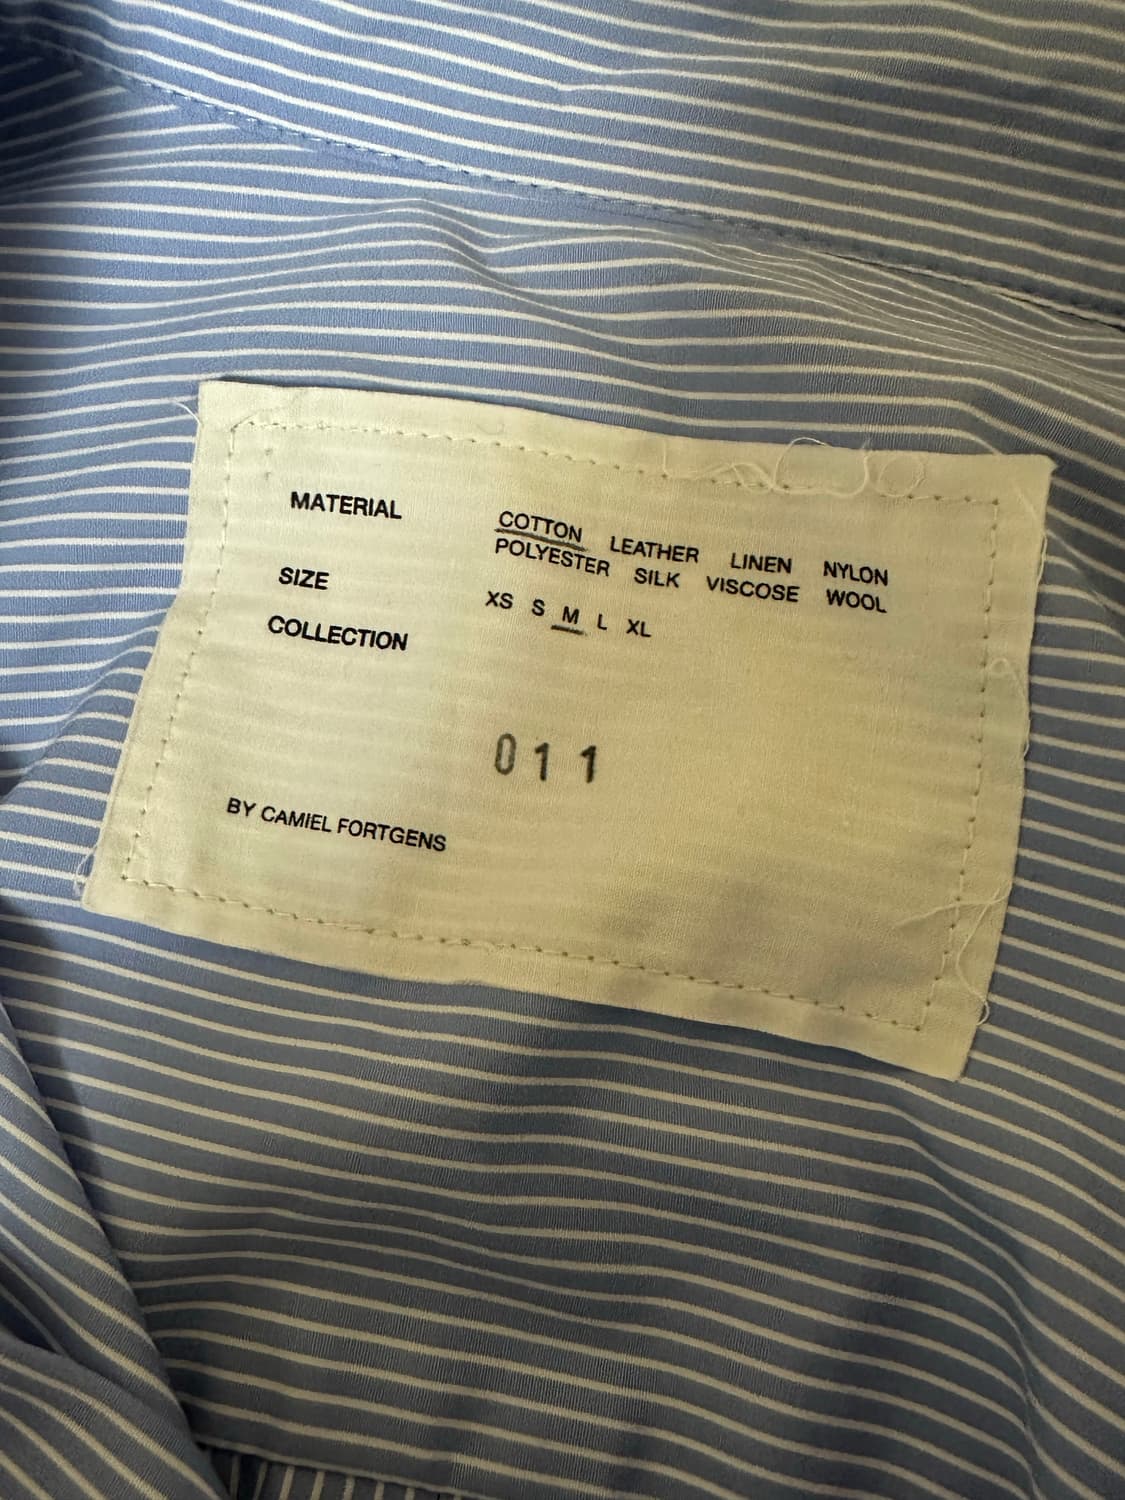 MATERIAL
COTTON LEATHER LINEN NYLON
POLYESTER SILK VISCOSE WOOL
SIZE
XS S M L XL
COLLECTION
011
BY CAMIEL FORTGENS